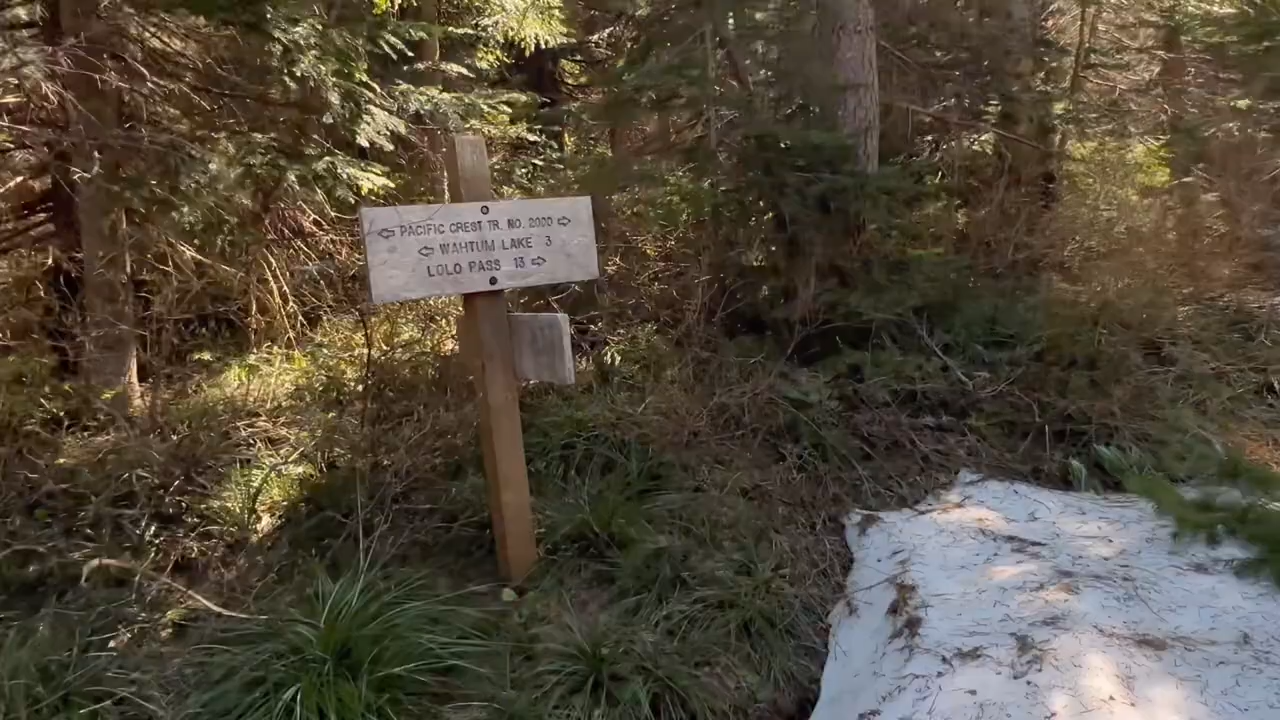 ⇦ PACIFIC CREST TR. NO. 2000 ⇨
⇦ WAHTUM LAKE 3
LOLO PASS 13 ⇨